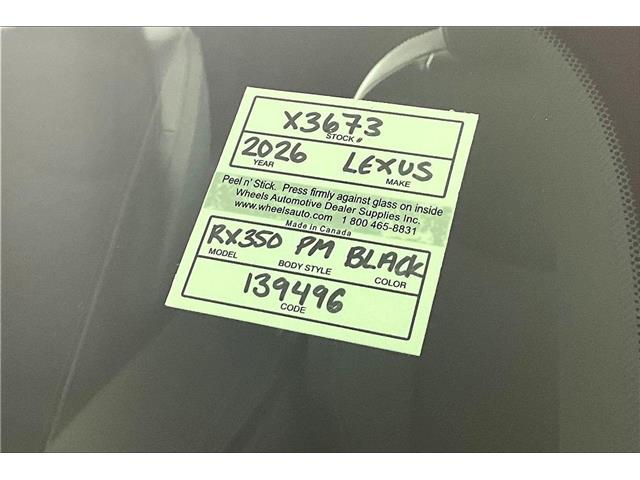 X3673
STOCK #
2026 LEXUS
YEAR MAKE
Peel n' Stick. Press firmly against glass on inside
Wheels Automotive Dealer Supplies Inc.
www.wheelsauto.com 1 800 465-8831
Made in Canada
RX350 PM BLACK
MODEL BODY STYLE COLOR
139496
CODE